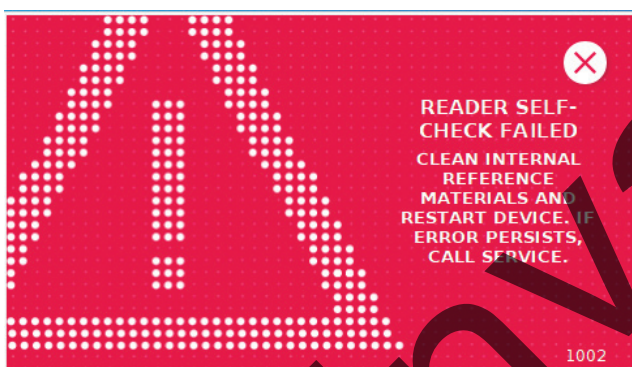 READER SELF-
CHECK FAILED
CLEAN INTERNAL
REFERENCE
MATERIALS AND
RESTART DEVICE. IF
ERROR PERSISTS,
CALL SERVICE.
1002